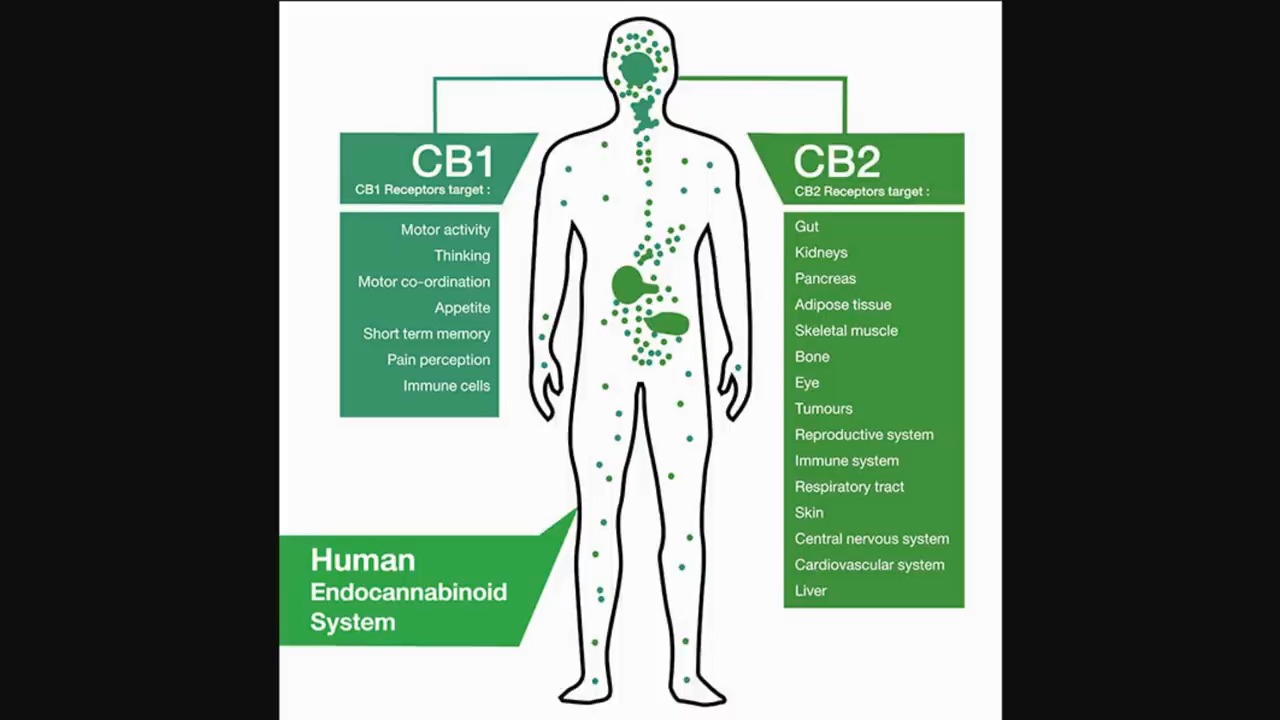 CB1
CB1 Receptors target :
Motor activity
Thinking
Motor co-ordination
Appetite
Short term memory
Pain perception
Immune cells
CB2
CB2 Receptors target :
Gut
Kidneys
Pancreas
Adipose tissue
Skeletal muscle
Bone
Eye
Tumours
Reproductive system
Immune system
Respiratory tract
Skin
Central nervous system
Cardiovascular system
Liver
Human
Endocannabinoid
System